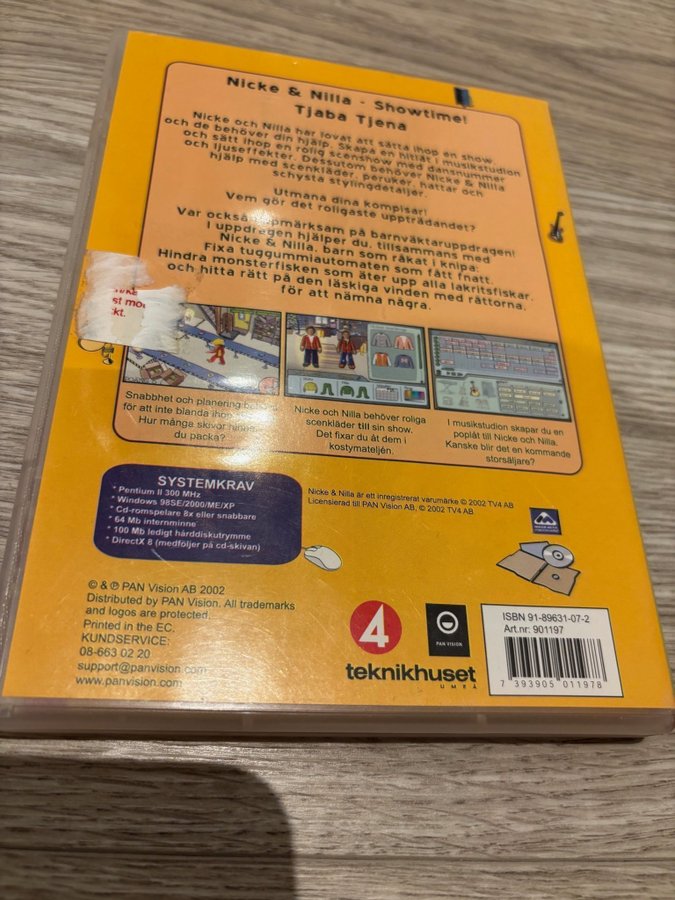 Nicke & Nilla - Showtime!
Tjaba Tjena
Nicke och Nilla har lovat att sätta ihop en show
och de behöver din hjälp. Skapa en hitlåt i musikstudion
och sätt ihop en rolig scenshow med dansnummer
och ljuseffekter. Dessutom behöver Nicke & Nilla
hjälp med scenkläder, peruker, hattar och
schysta stylingdetaljer.
Utmana dina kompisar!
Vem gör det roligaste uppträdandet?
Var också uppmärksam på barnvaktaruppdragen!
I uppdragen hjälper du, tillsammans med
Nicke & Nilla, barn som råkat i knipa:
Fixa tuggummiautomaten som fått fnatt.
Hindra monsterfisken som äter upp alla lakritsfiskar.
och hitta rätt på den läskiga vinden med råttorna,
för att nämna några.
Snabbhet och planering
för att inte blanda ihop
Hur många skivor
du packa?
Nicke och Nilla behöver roliga
scenkläder till sin show.
Det fixar du åt dem i
kostymateljén.
I musikstudion skapar du en
poplåt till Nicke och Nilla.
Kanske blir det en kommande
storsäljare?
SYSTEMKRAV
* Pentium II 300 MHz
* Windows 98SE/2000/ME/XP
* Cd-romspelare 8x eller snabbare
* 64 Mb internminne
* 100 Mb ledigt hårddiskutrymme
* DirectX 8 (medföljer på cd-skivan)
Nicke & Nilla är ett inregistrerat varumärke © 2002 TV4 AB
Licensierad till PAN Vision AB, © 2002 TV4 AB
© & ℗ PAN Vision AB 2002
Distributed by PAN Vision. All trademarks
and logos are protected.
Printed in the EC.
KUNDSERVICE:
08-663 02 20
support@panvision.com
www.panvision.com
4
PAN VISION
teknikhuset
UMEÅ
ISBN 91-89631-07-2
Art.nr: 901197
7 393905 011978